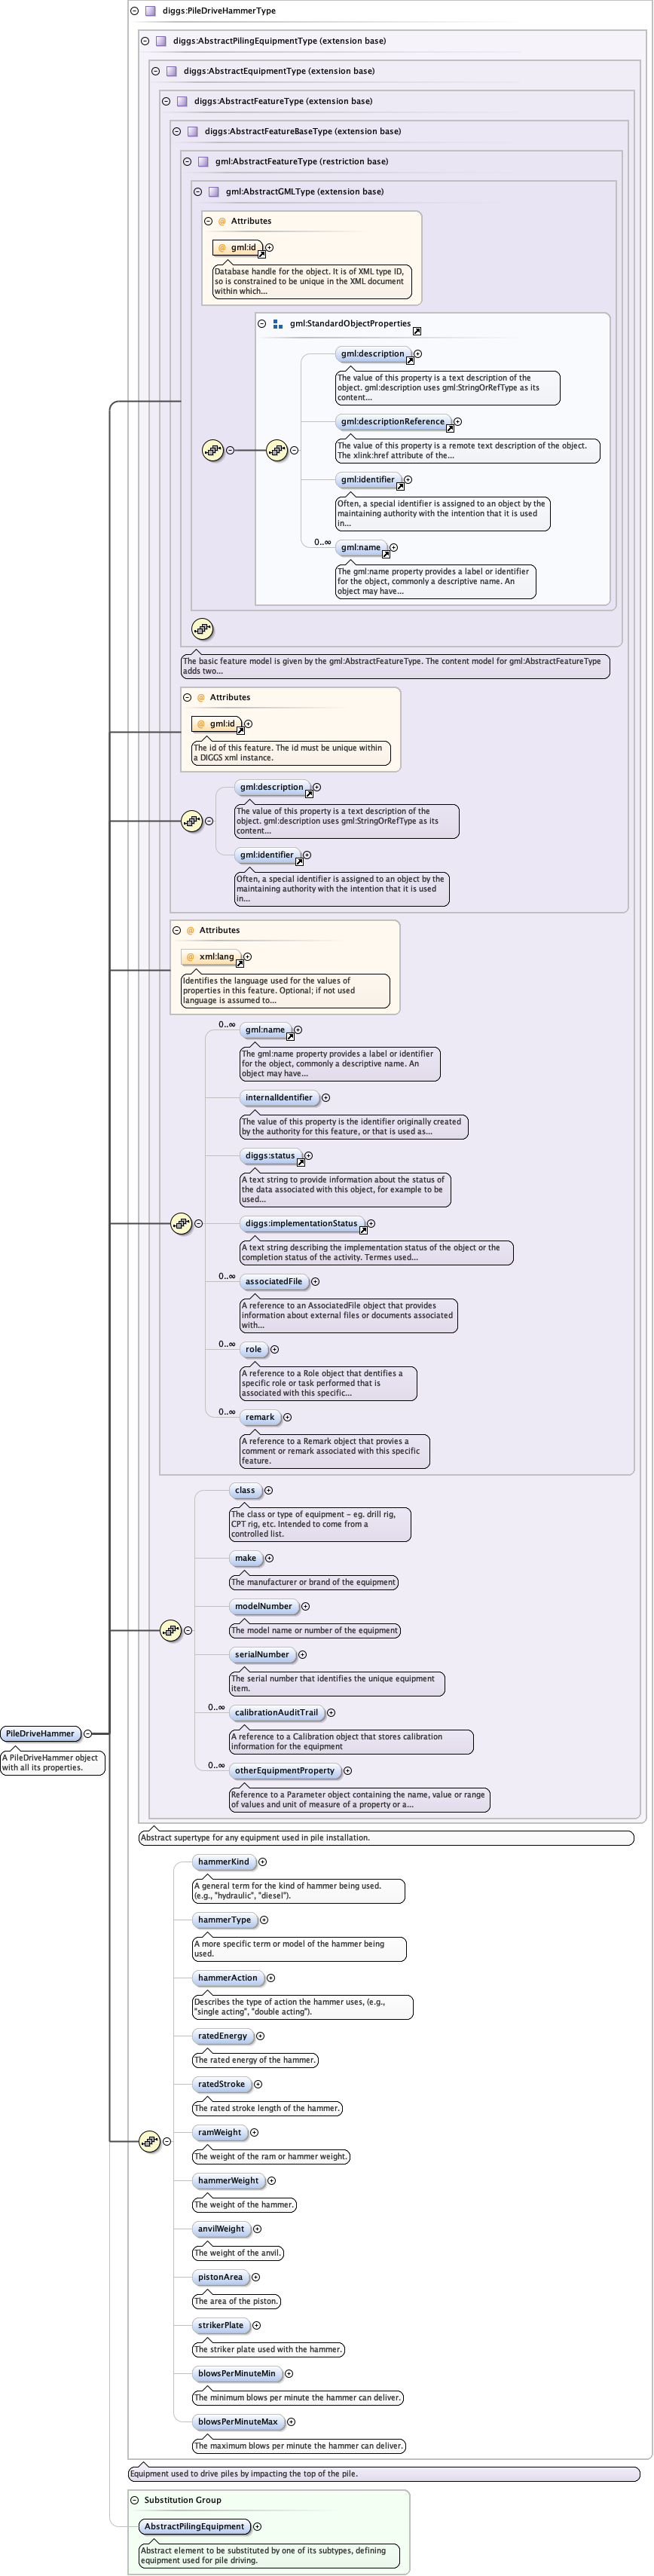 diggs:PileDriveHammerType
diggs:AbstractPilingEquipmentType (extension base)
diggs:AbstractEquipmentType (extension base)
diggs:AbstractFeatureType (extension base)
diggs:AbstractFeatureBaseType (extension base)
gml:AbstractFeatureType (restriction base)
gml:AbstractGMLType (extension base)
@ Attributes
@ gml:id
Database handle for the object. It is of XML type ID,
so is constrained to be unique in the XML document
within which...
gml:StandardObjectProperties
gml:description
The value of this property is a text description of the
object. gml:description uses gml:StringOrRefType as its
content...
gml:descriptionReference
The value of this property is a remote text description of the object.
The xlink:href attribute of the...
gml:identifier
Often, a special identifier is assigned to an object by the
maintaining authority with the intention that it is used
in...
0..∞
gml:name
The gml:name property provides a label or identifier
for the object, commonly a descriptive name. An
object may have...
The basic feature model is given by the gml:AbstractFeatureType. The content model for gml:AbstractFeatureType
adds two...
@ Attributes
@ gml:id
The id of this feature. The id must be unique within
a DIGGS xml instance.
gml:description
The value of this property is a text description of the
object. gml:description uses gml:StringOrRefType as its
content...
gml:identifier
Often, a special identifier is assigned to an object by the
maintaining authority with the intention that it is used
in...
@ Attributes
@ xml:lang
Identifies the language used for the values of
properties in this feature. Optional; if not used
language is assumed to...
0..∞
gml:name
The gml:name property provides a label or identifier
for the object, commonly a descriptive name. An
object may have...
internalIdentifier
The value of this property is the identifier originally created
by the authority for this feature, or that is used as...
diggs:status
A text string to provide information about the status of
the data associated with this object, for example to be
used...
diggs:implementationStatus
A text string describing the implementation status of the object or the
completion status of the activity. Termes used...
0..∞
associatedFile
A reference to an AssociatedFile object that provides
information about external files or documents associated
with...
0..∞
role
A reference to a Role object that dentifies a
specific role or task performed that is
associated with this specific...
0..∞
remark
A reference to a Remark object that provies a
comment or remark associated with this specific
feature.
class
The class or type of equipment – eg. drill rig,
CPT rig, etc. Intended to come from a
controlled list.
make
The manufacturer or brand of the equipment
modelNumber
The model name or number of the equipment
serialNumber
The serial number that identifies the unique equipment
item.
0..∞
calibrationAuditTrail
A reference to a Calibration object that stores calibration
information for the equipment
0..∞
otherEquipmentProperty
Reference to a Parameter object containing the name, value or range
of values and unit of measure of a property or a...
PileDriveHammer
A PileDriveHammer object
with all its properties.
Abstract supertype for any equipment used in pile installation.
hammerKind
A general term for the kind of hammer being used.
(e.g., "hydraulic", "diesel").
hammerType
A more specific term or model of the hammer being
used.
hammerAction
Describes the type of action the hammer uses, (e.g.,
"single acting", "double acting").
ratedEnergy
The rated energy of the hammer.
ratedStroke
The rated stroke length of the hammer.
ramWeight
The weight of the ram or hammer weight.
hammerWeight
The weight of the hammer.
anvilWeight
The weight of the anvil.
pistonArea
The area of the piston.
strikerPlate
The striker plate used with the hammer.
blowsPerMinuteMin
The minimum blows per minute the hammer can deliver.
blowsPerMinuteMax
The maximum blows per minute the hammer can deliver.
Equipment used to drive piles by impacting the top of the pile.
Substitution Group
AbstractPilingEquipment
Abstract element to be substituted by one of its subtypes, defining
equipment used for pile driving.